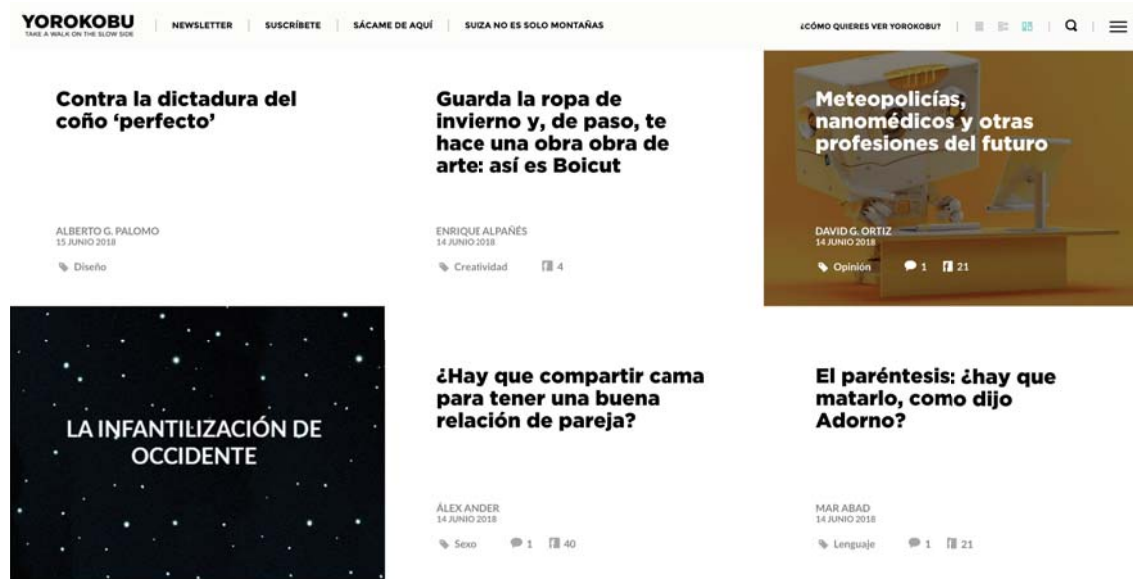 YOROKOBU
TAKE A WALK ON THE SLOW SIDE
NEWSLETTER
SUSCRÍBETE
SÁCAME DE AQUÍ
SUIZA NO ES SOLO MONTAÑAS
¿CÓMO QUIERES VER YOROKOBU?
Contra la dictadura del
coño ‘perfecto’
ALBERTO G. PALOMO
15 JUNIO 2018
Diseño
Guarda la ropa de
invierno y, de paso, te
hace una obra obra de
arte: así es Boicut
ENRIQUE ALPAÑÉS
14 JUNIO 2018
Creatividad
4
Meteopolicías,
nanomédicos y otras
profesiones del futuro
DAVID G. ORTIZ
14 JUNIO 2018
Opinión
1
21
LA INFANTILIZACIÓN DE
OCCIDENTE
¿Hay que compartir cama
para tener una buena
relación de pareja?
ÁLEX ANDER
14 JUNIO 2018
Sexo
1
40
El paréntesis: ¿hay que
matarlo, como dijo
Adorno?
MAR ABAD
14 JUNIO 2018
Lenguaje
1
21